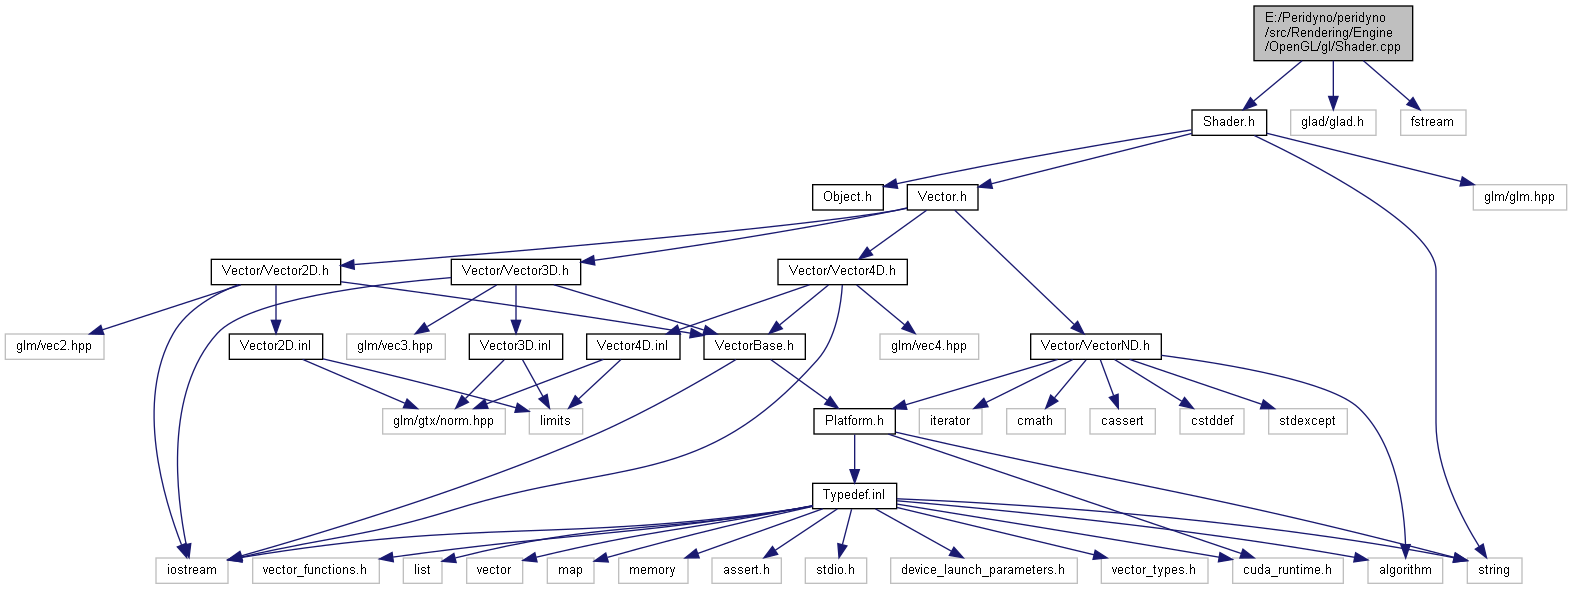 E:/Peridyno/peridyno
/src/Rendering/Engine
/OpenGL/gl/Shader.cpp
Shader.h
glad/glad.h
fstream
Object.h
Vector.h
glm/glm.hpp
Vector/Vector2D.h
Vector/Vector3D.h
Vector/Vector4D.h
glm/vec2.hpp
Vector2D.inl
glm/vec3.hpp
Vector3D.inl
Vector4D.inl
VectorBase.h
glm/vec4.hpp
Vector/VectorND.h
glm/gtx/norm.hpp
limits
Platform.h
iterator
cmath
cassert
cstddef
stdexcept
Typedef.inl
iostream
vector_functions.h
list
vector
map
memory
assert.h
stdio.h
device_launch_parameters.h
vector_types.h
cuda_runtime.h
algorithm
string